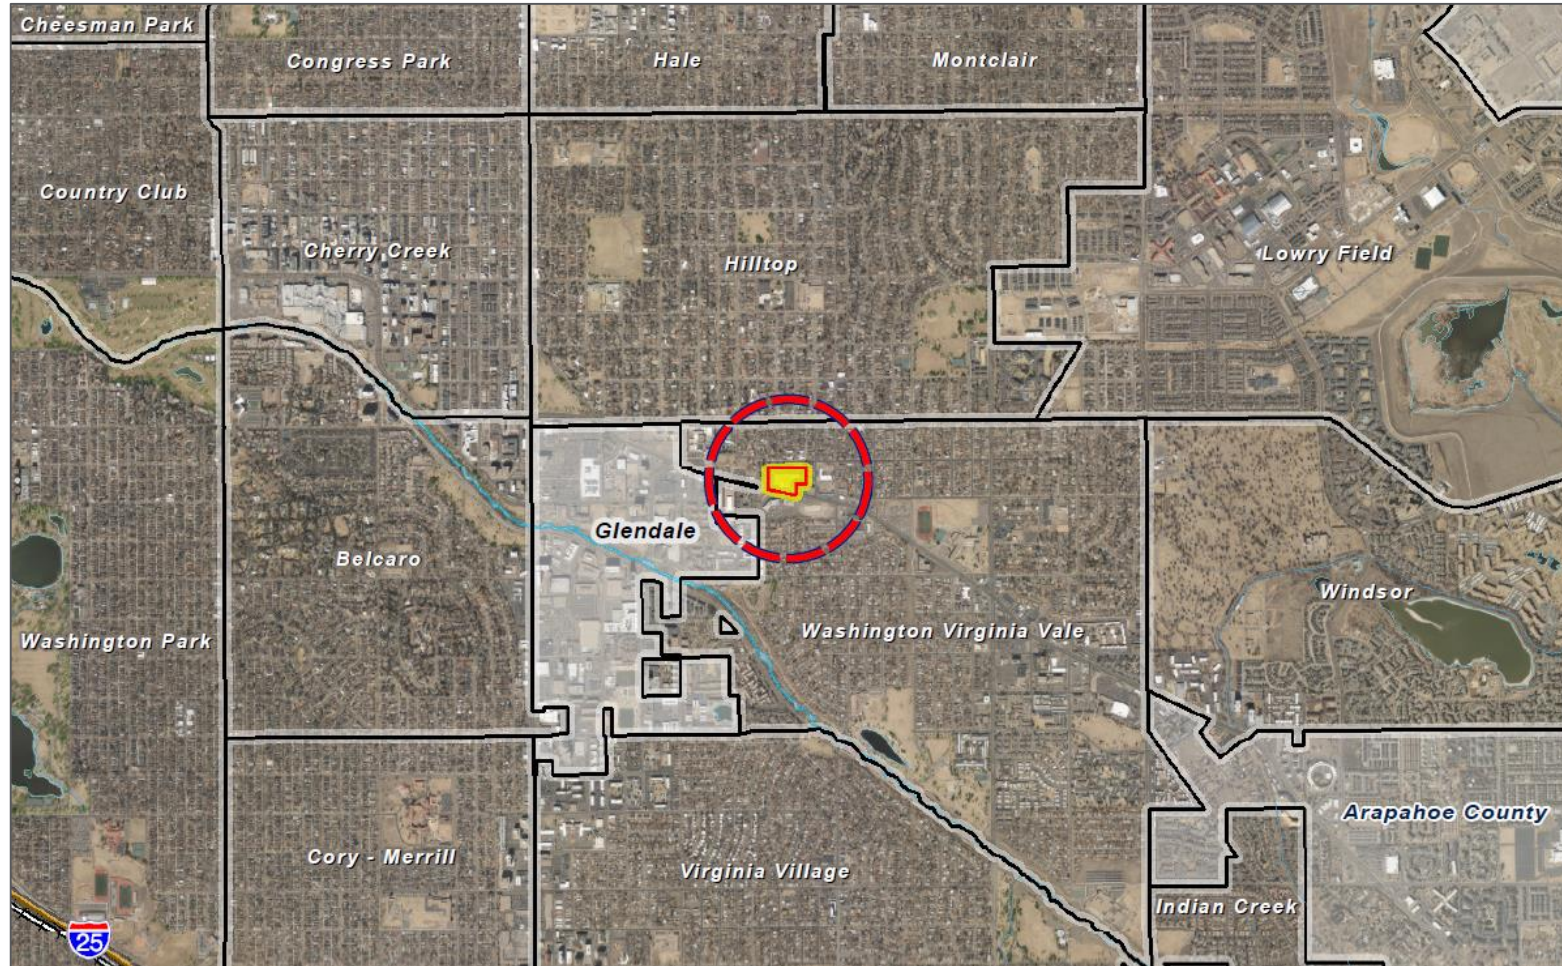 Cheesman Park
Congress Park
Hale
Montclair
Country Club
Cherry Creek
Hilltop
Lowry Field
Glendale
Belcaro
Windsor
Washington Park
Washington Virginia Vale
Arapahoe County
Cory - Merrill
Virginia Village
Indian Creek
25